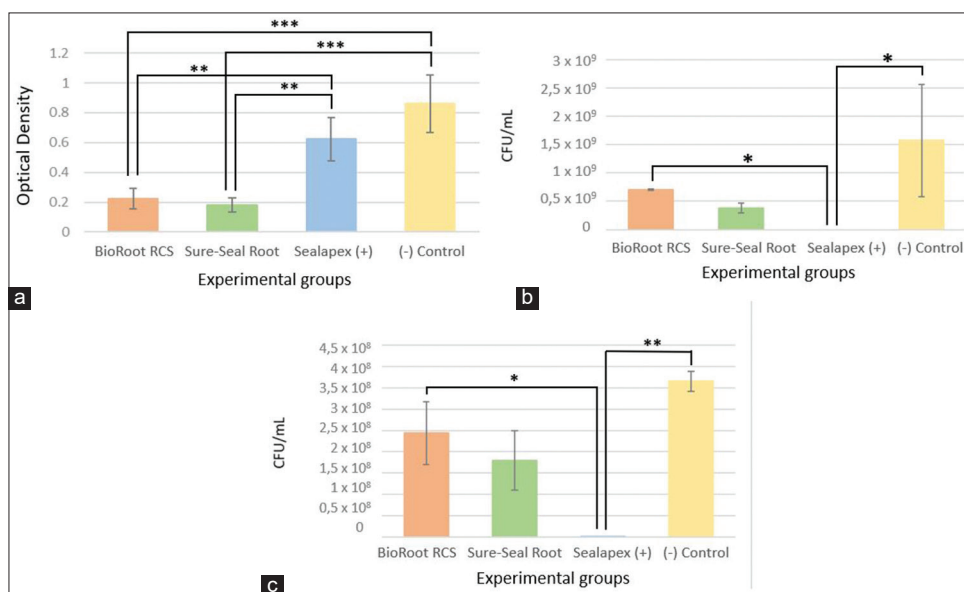 ***
***
**
**
1.2
1
0.8
0.6
0.4
0.2
0
Optical Density
BioRoot RCS Sure-Seal Root Sealapex (+) (-) Control
Experimental groups
a
3 x 10⁹
2,5 x 10⁹
2 x 10⁹
1,5 x 10⁹
1 x 10⁹
0,5 x 10⁹
0
CFU/mL
*
*
BioRoot RCS Sure-Seal Root Sealapex (+) (-) Control
Experimental groups
b
4,5 x 10⁸
4 x 10⁸
3,5 x 10⁸
3 x 10⁸
2,5 x 10⁸
2 x 10⁸
1,5 x 10⁸
1 x 10⁸
0,5 x 10⁸
0
CFU/mL
**
*
BioRoot RCS Sure-Seal Root Sealapex (+) (-) Control
Experimental groups
c